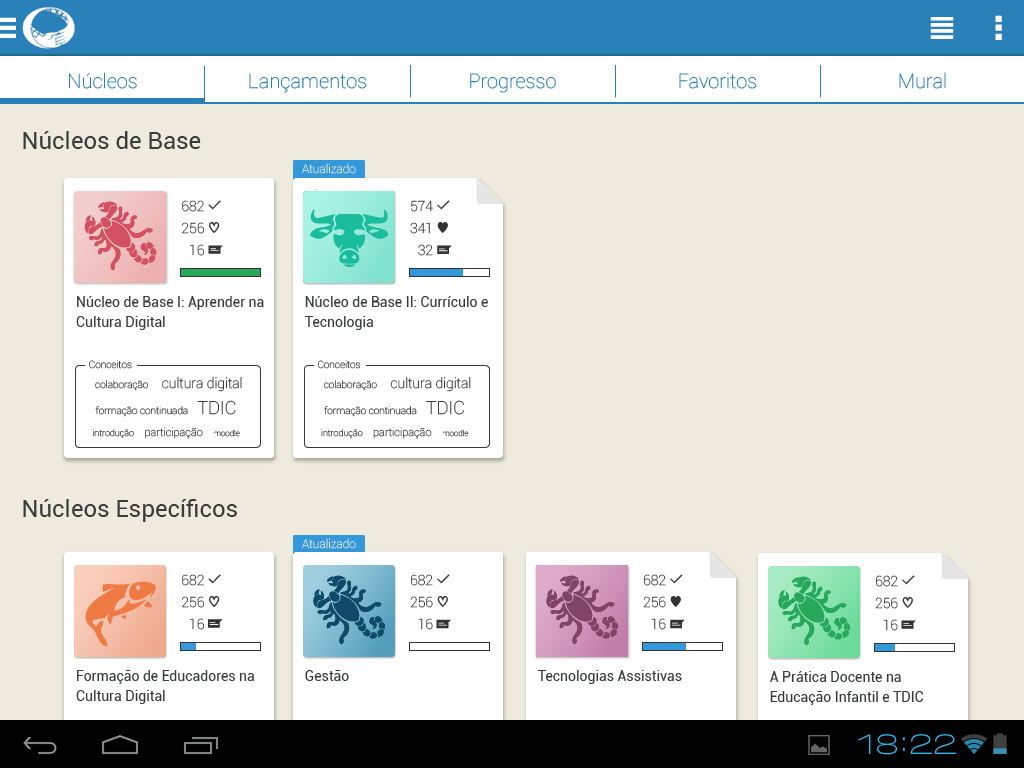 Núcleos
Lançamentos
Progresso
Favoritos
Mural
Núcleos de Base
682
256
16
Núcleo de Base I: Aprender na
Cultura Digital
Conceitos
colaboração cultura digital
formação continuada TDIC
introdução participação moodle
Atualizado
574
341
32
Núcleo de Base II: Currículo e
Tecnologia
Conceitos
colaboração cultura digital
formação continuada TDIC
introdução participação moodle
Núcleos Específicos
682
256
16
Formação de Educadores na
Cultura Digital
Atualizado
682
256
16
Gestão
682
256
16
Tecnologias Assistivas
682
256
16
A Prática Docente na
Educação Infantil e TDIC
18:22